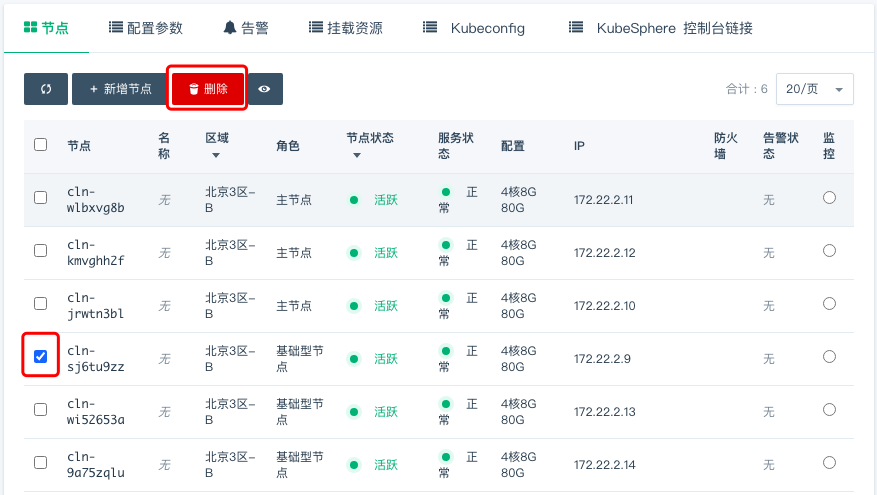 节点 配置参数 告警 挂载资源 Kubeconfig KubeSphere 控制台链接
+ 新增节点 删除 合计：6 20/页
节点 名称 区域 角色 节点状态 服务状态 配置 IP 防火墙 告警状态 监控
cln-wlbxvg8b 无 北京3区-B 主节点 活跃 正常 4核8G 80G 172.22.2.11 无
cln-kmvghh2f 无 北京3区-B 主节点 活跃 正常 4核8G 80G 172.22.2.12 无
cln-jrwtn3bl 无 北京3区-B 主节点 活跃 正常 4核8G 80G 172.22.2.10 无
cln-sj6tu9zz 无 北京3区-B 基础型节点 活跃 正常 4核8G 80G 172.22.2.9 无
cln-wi52653a 无 北京3区-B 基础型节点 活跃 正常 4核8G 80G 172.22.2.13 无
cln-9a75zqlu 无 北京3区-B 基础型节点 活跃 正常 4核8G 80G 172.22.2.14 无